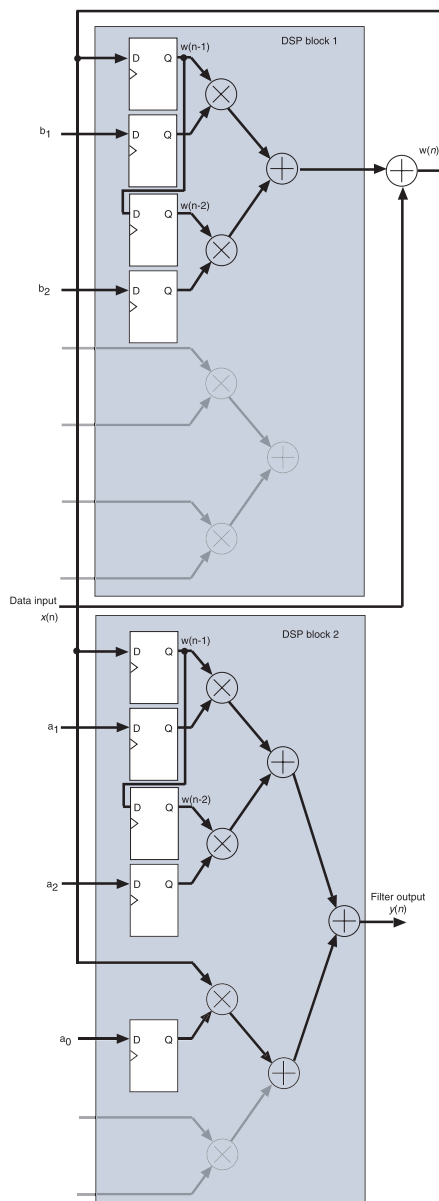 DSP block 1
D Q w(n-1)
w(n)
b1
D Q
D Q w(n-2)
b2
D Q
Data input
x(n)
DSP block 2
D Q w(n-1)
a1
D Q
D Q w(n-2)
a2
D Q
Filter output
y(n)
a0
D Q